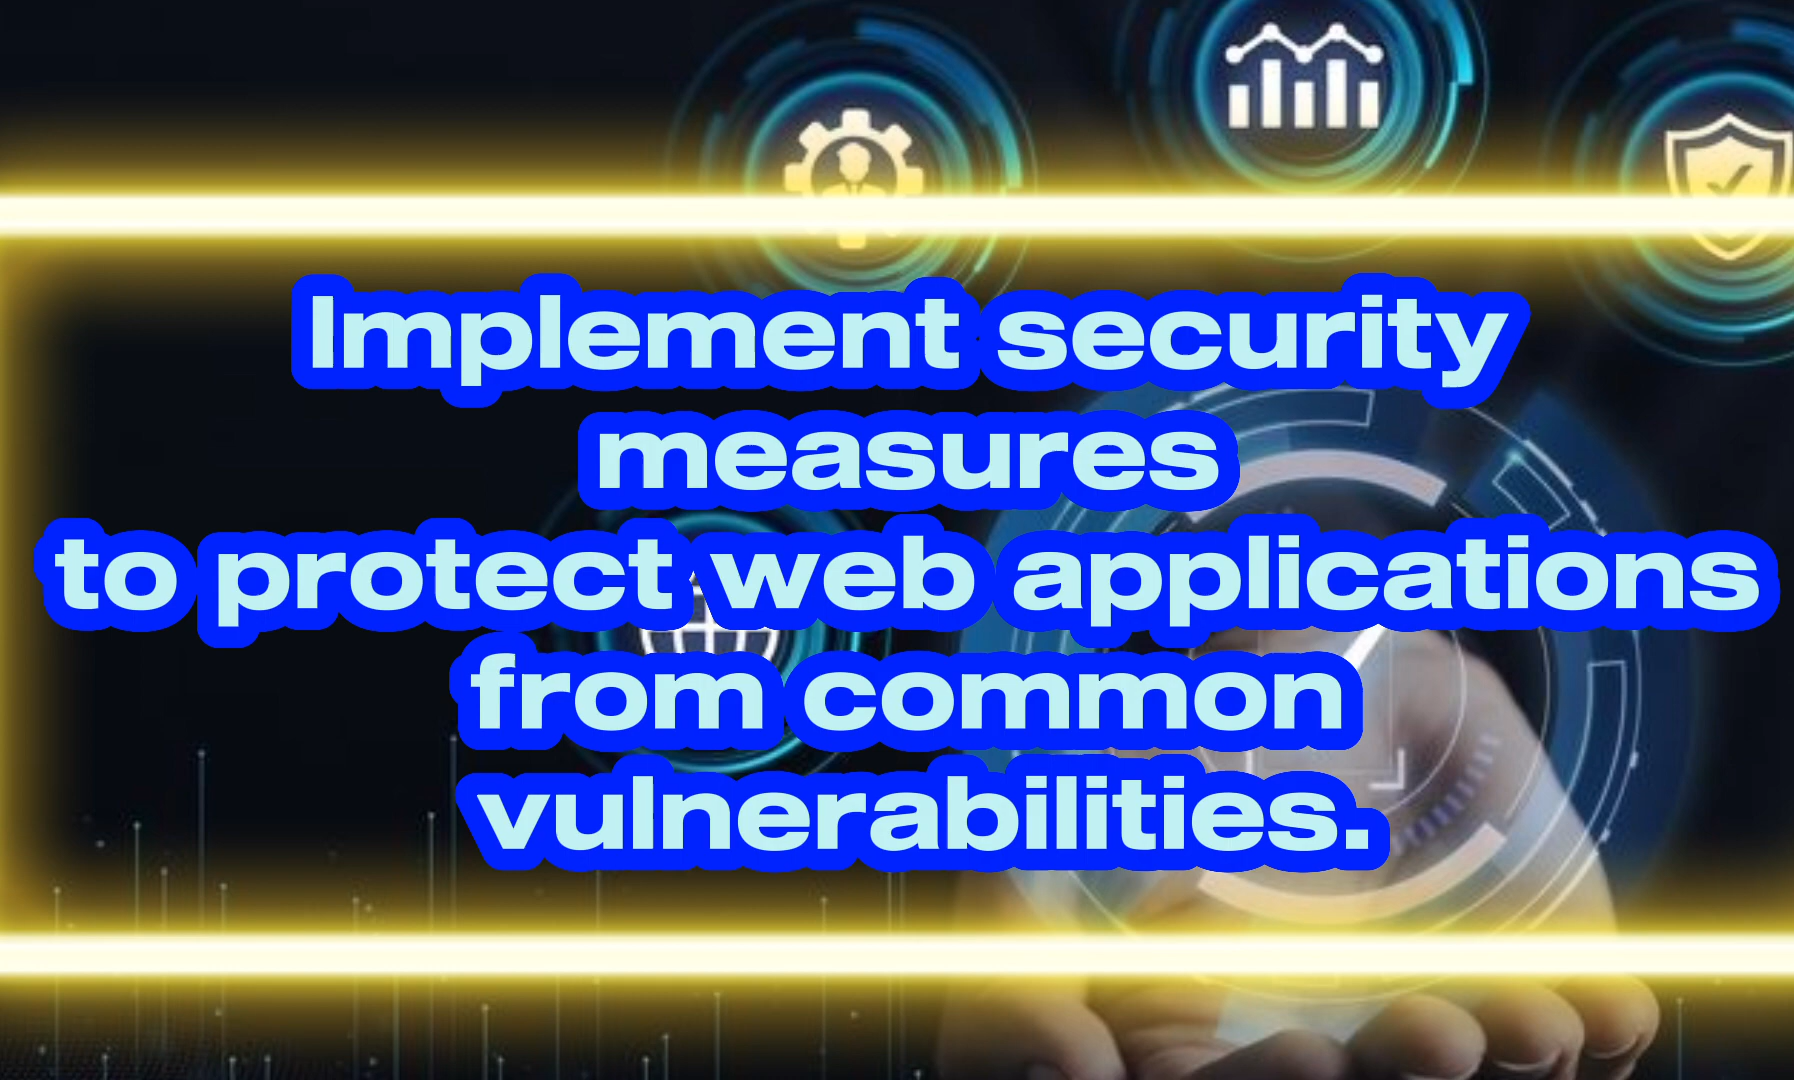 Implement security
measures
to protect web applications
from common
vulnerabilities.